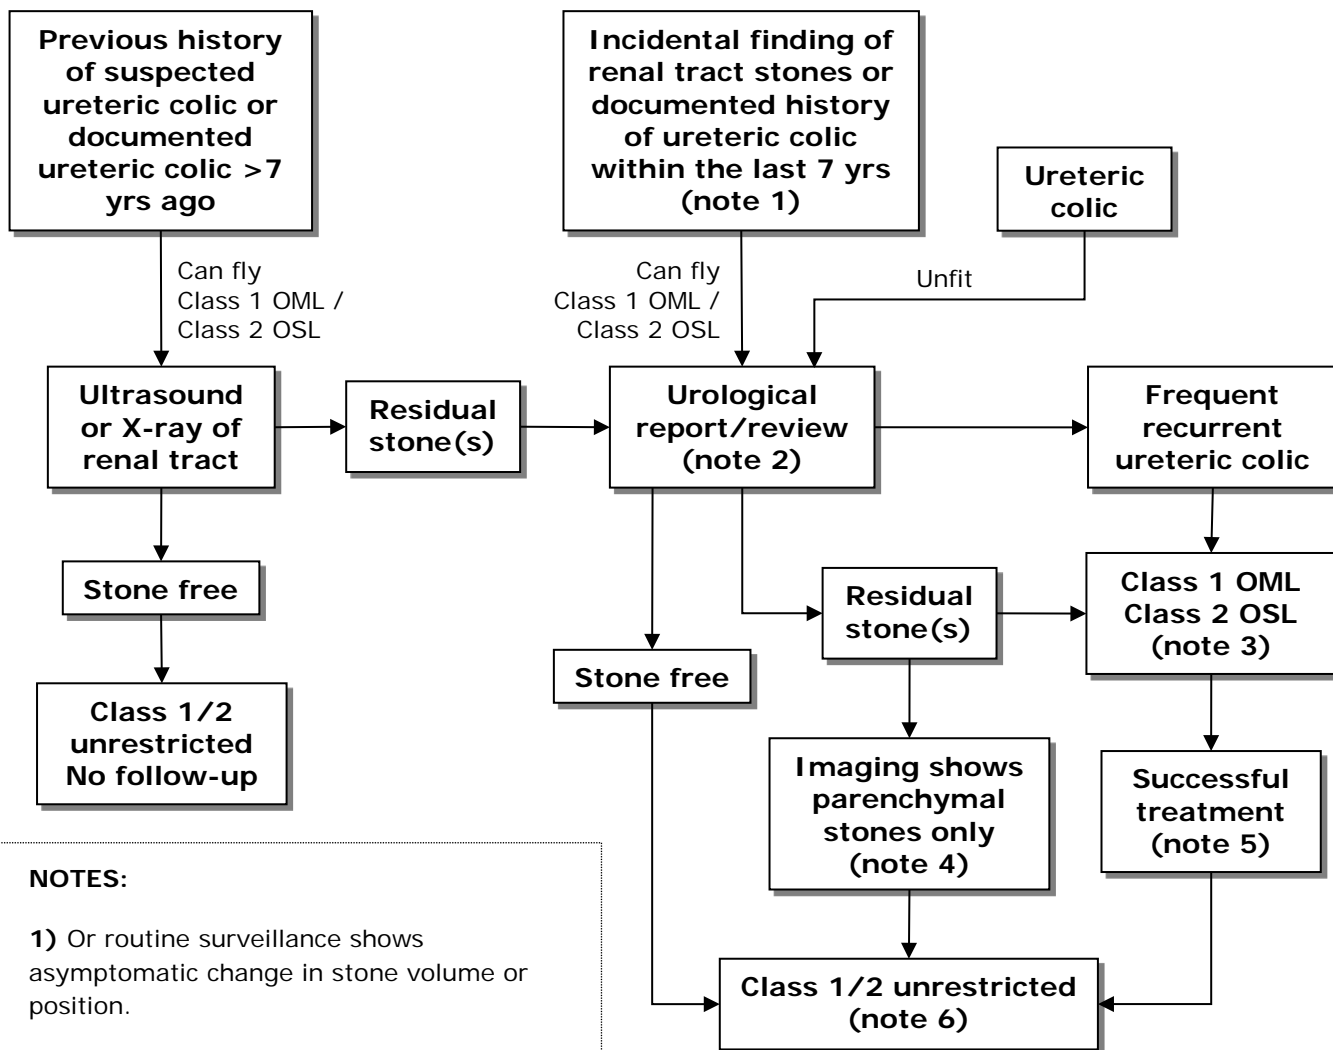 Previous history
of suspected
ureteric colic or
documented
ureteric colic >7
yrs ago
Incidental finding of
renal tract stones or
documented history
of ureteric colic
within the last 7 yrs
(note 1)
Ureteric
colic
Can fly
Class 1 OML /
Class 2 OSL
Can fly
Class 1 OML /
Class 2 OSL
Unfit
Ultrasound
or X-ray of
renal tract
Residual
stone(s)
Urological
report/review
(note 2)
Frequent
recurrent
ureteric colic
Stone free
Residual
stone(s)
Class 1 OML
Class 2 OSL
(note 3)
Stone free
Class 1/2
unrestricted
No follow-up
Imaging shows
parenchymal
stones only
(note 4)
Successful
treatment
(note 5)
Class 1/2 unrestricted
(note 6)
NOTES:
1) Or routine surveillance shows
asymptomatic change in stone volume or
position.